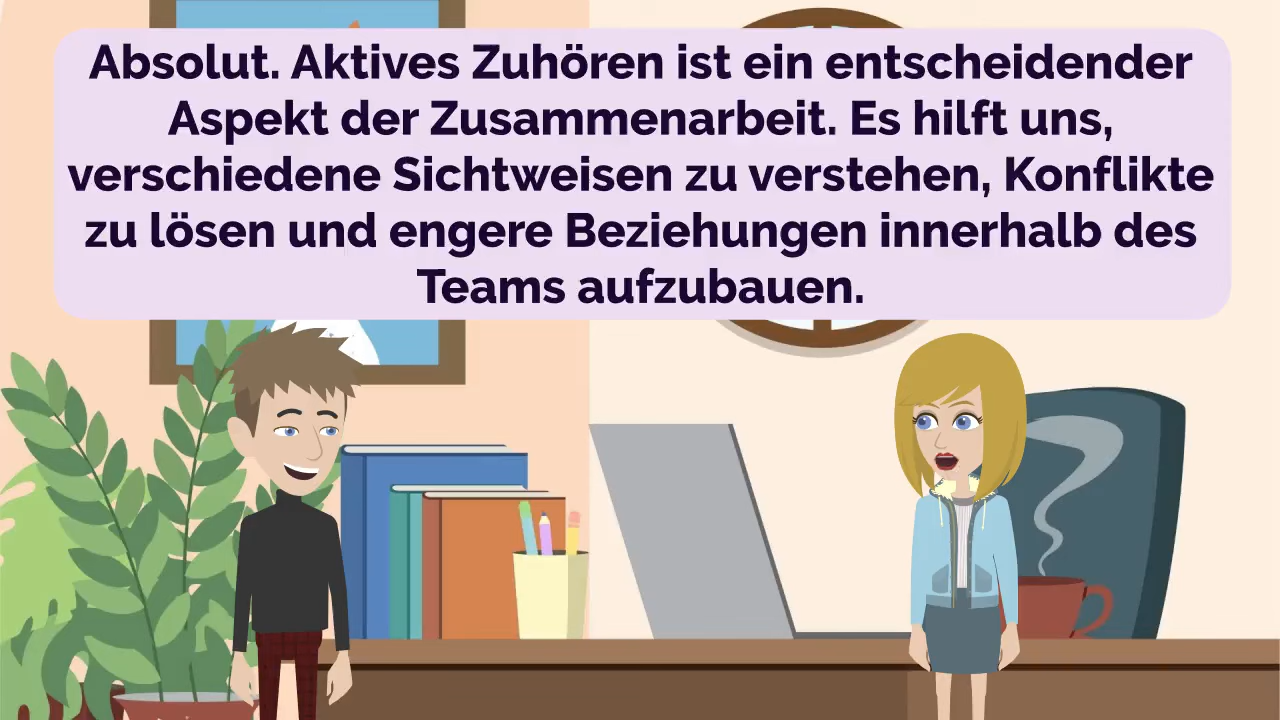 Absolut. Aktives Zuhören ist ein entscheidender
Aspekt der Zusammenarbeit. Es hilft uns,
verschiedene Sichtweisen zu verstehen, Konflikte
zu lösen und engere Beziehungen innerhalb des
Teams aufzubauen.